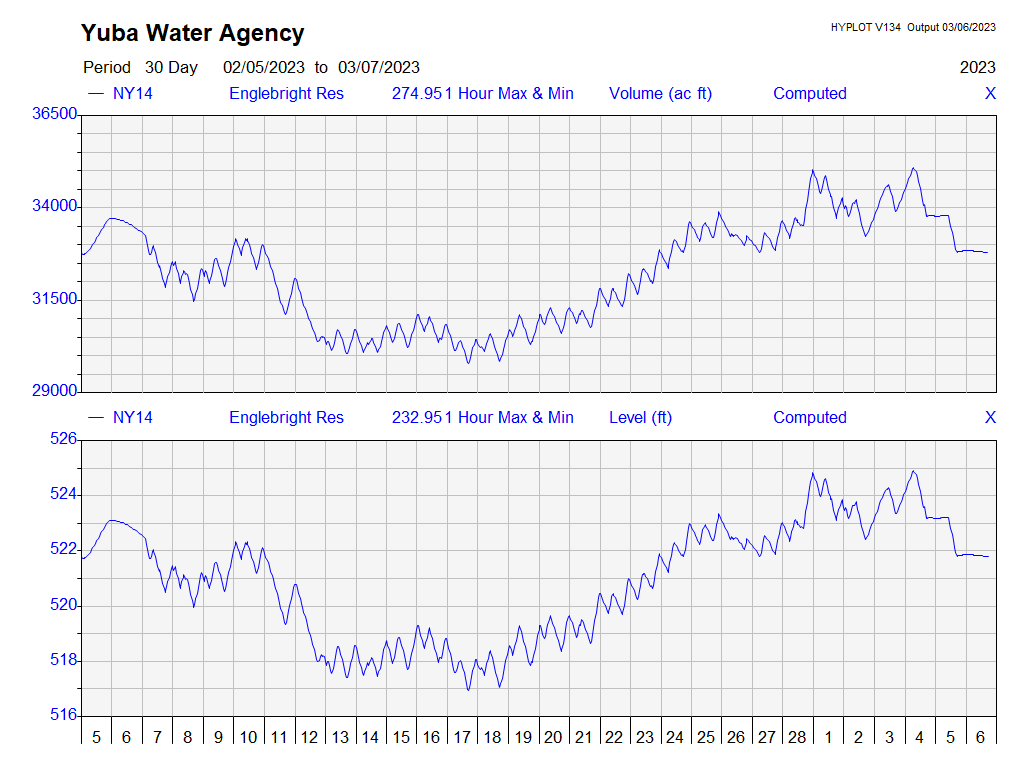 Yuba Water Agency
HYPLOT V134 Output 03/06/2023
Period 30 Day 02/05/2023 to 03/07/2023 2023
NY14 Englebright Res 274.951 Hour Max & Min Volume (ac ft) Computed X
36500
34000
31500
29000
NY14 Englebright Res 232.951 Hour Max & Min Level (ft) Computed X
526
524
522
520
518
516
5 6 7 8 9 10 11 12 13 14 15 16 17 18 19 20 21 22 23 24 25 26 27 28 1 2 3 4 5 6